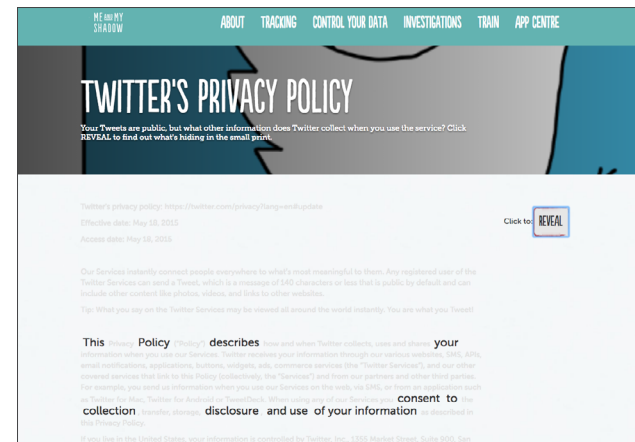 ME AND MY
SHADOW
ABOUT TRACKING CONTROL YOUR DATA INVESTIGATIONS TRAIN APP CENTRE
TWITTER'S PRIVACY POLICY
Your Tweets are public, but what other information does Twitter collect when you use the service? Click
REVEAL to find out what's hiding in the small print.
Twitter's privacy policy: https://twitter.com/privacy?lang=en#update
Effective date: May 18, 2015
Click to: REVEAL
Access date: May 18, 2016
Our Services instantly connect people everywhere to what's most meaningful to them. Any registered user of the
Twitter Services can send a Tweet, which is a message of 140 characters or less that is public by default and can
include other content like photos, videos, and links to other websites.
Tip: What you say on the Twitter Services may be viewed all around the world instantly. You are what you Tweet!
This Privacy Policy ("Policy") describes how and when Twitter collects, uses and shares your
information when you use our Services. Twitter receives your information through our various websites, SMS, APIs,
email notifications, applications, buttons, widgets, ads, commerce services (the "Twitter Services"), and our other
covered services that link to this Policy (collectively, the "Services") and from our partners and other third parties.
For example, you send us information when you use our Services on the web, via SMS, or from an application such
as Twitter for Mac, Twitter for Android or TweetDeck. When using any of our Services you consent to the
collection, transfer, storage, disclosure, and use of your information as described in
this Privacy Policy.
If you live in the United States, your information is controlled by Twitter, Inc., 1355 Market Street, Suite 900, San